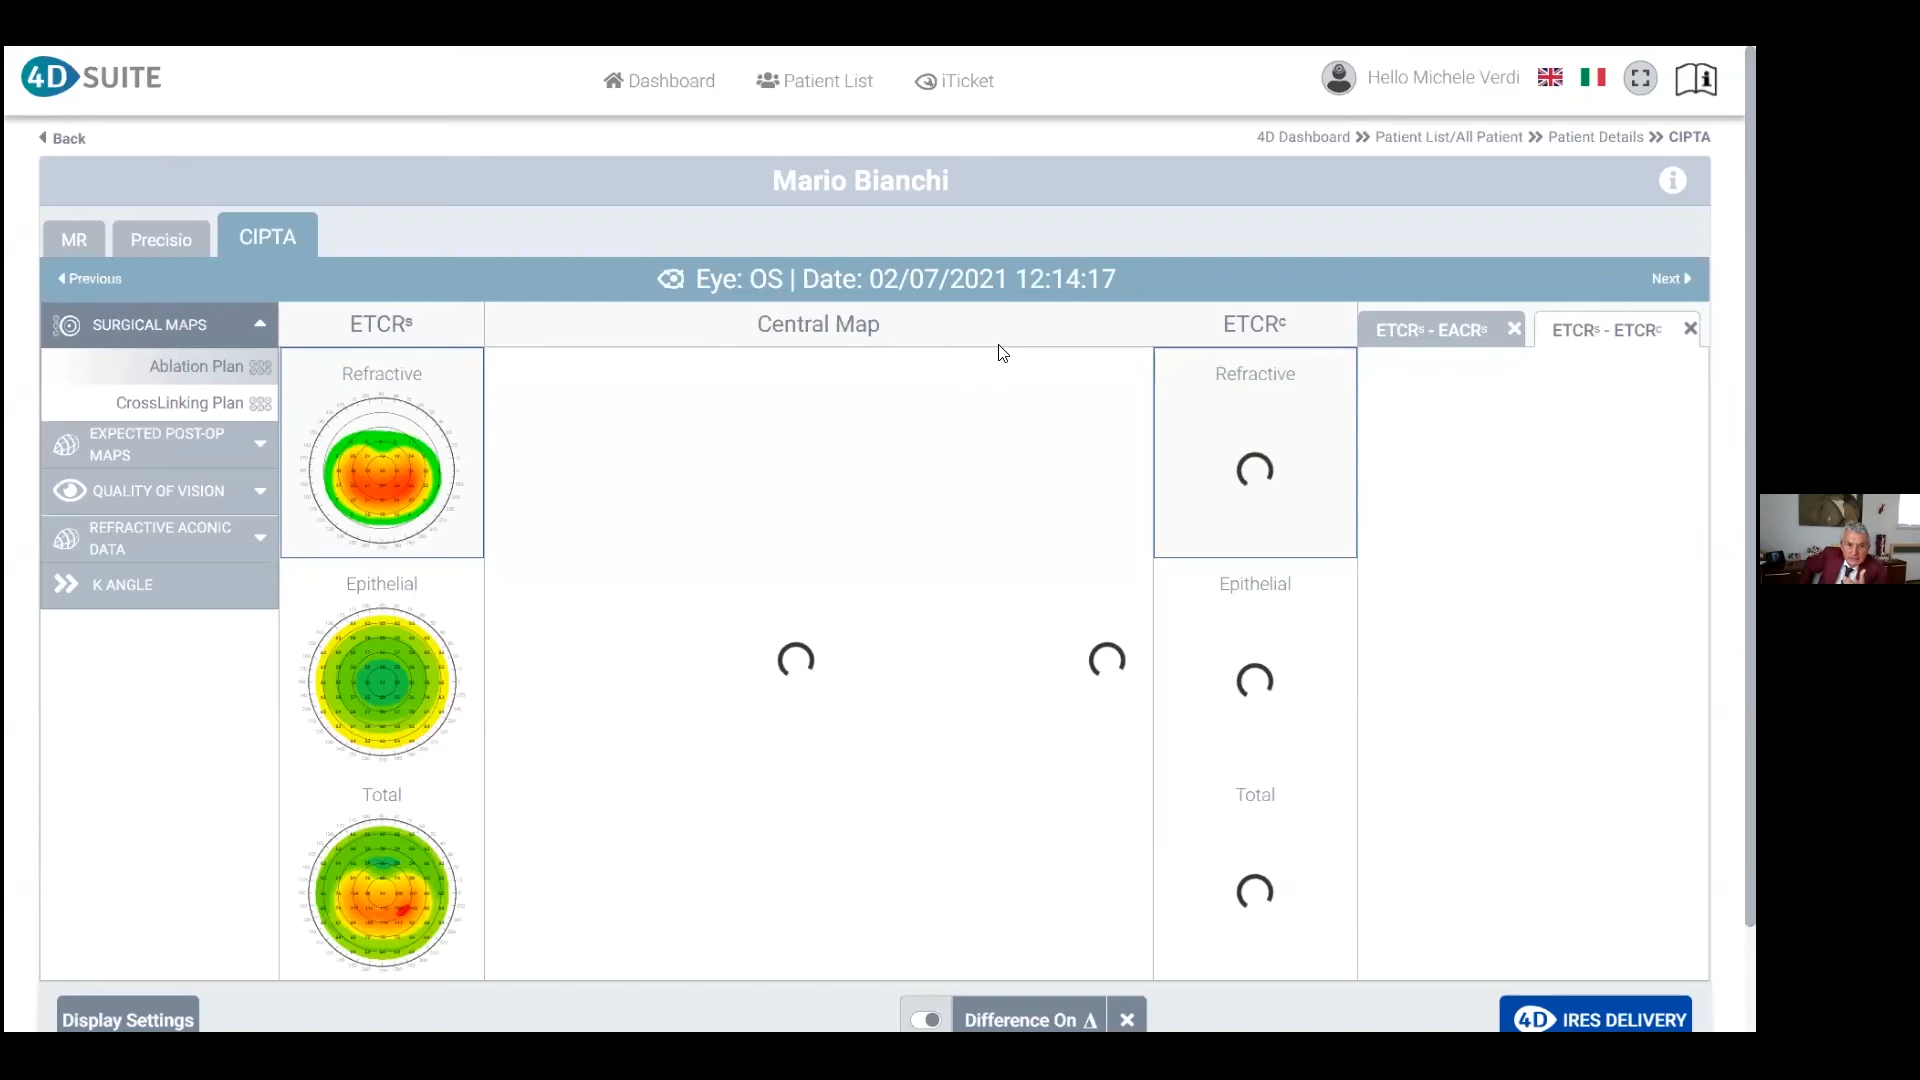 4D SUITE
Dashboard
Patient List
iTicket
Hello Michele Verdi
Back
4D Dashboard >> Patient List/All Patient >> Patient Details >> CIPTA
Mario Bianchi
MR
Precisio
CIPTA
Previous
Eye: OS | Date: 02/07/2021 12:14:17
Next
SURGICAL MAPS
Ablation Plan
CrossLinking Plan
EXPECTED POST-OP
MAPS
QUALITY OF VISION
REFRACTIVE ACONIC
DATA
K ANGLE
ETCRˢ
Refractive
Epithelial
Total
Central Map
ETCRᶜ
Refractive
Epithelial
Total
ETCRˢ - EACRˢ
ETCRˢ - ETCRᶜ
Display Settings
Difference On Δ
4D IRES DELIVERY